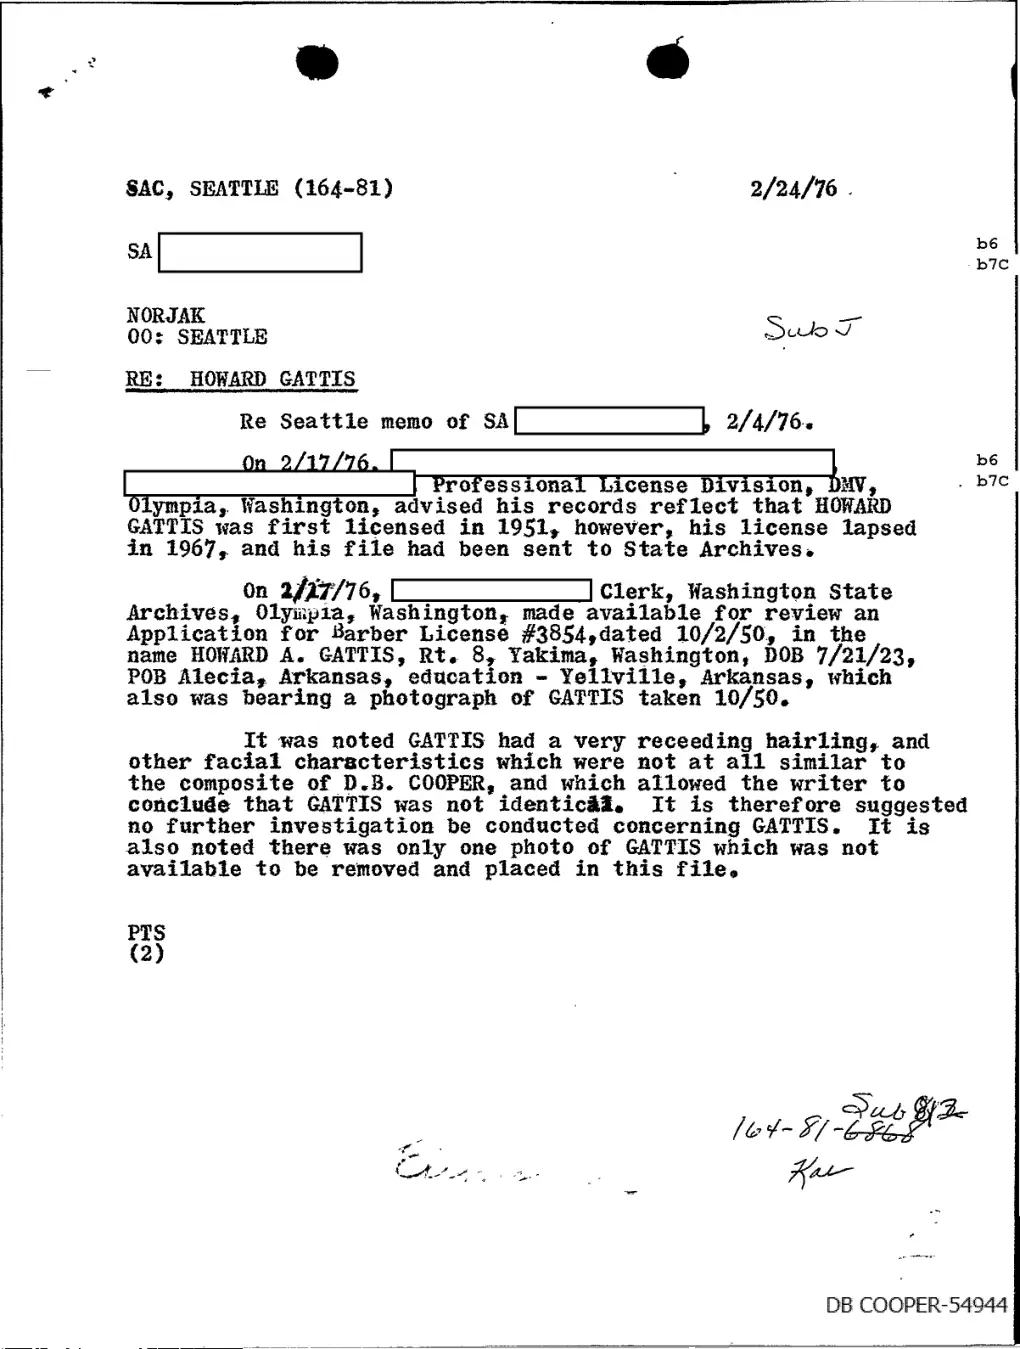 SAC, SEATTLE (164-81) 2/24/76
SA
b6
b7C
NORJAK
OO: SEATTLE
Sub J
RE: HOWARD GATTIS
Re Seattle memo of SA , 2/4/76.
On 2/17/76,
b6
b7C
Professional License Division, DMV,
Olympia, Washington, advised his records reflect that HOWARD
GATTIS was first licensed in 1951, however, his license lapsed
in 1967, and his file had been sent to State Archives.
On 2/17/76, Clerk, Washington State
Archives, Olympia, Washington, made available for review an
Application for Barber License #3854,dated 10/2/50, in the
name HOWARD A. GATTIS, Rt. 8, Yakima, Washington, DOB 7/21/23,
POB Alecia, Arkansas, education - Yellville, Arkansas, which
also was bearing a photograph of GATTIS taken 10/50.
It was noted GATTIS had a very receeding hairling, and
other facial characteristics which were not at all similar to
the composite of D.B. COOPER, and which allowed the writer to
conclude that GATTIS was not identical. It is therefore suggested
no further investigation be conducted concerning GATTIS. It is
also noted there was only one photo of GATTIS which was not
available to be removed and placed in this file.
PTS
(2)
Sub
164-81-6868
DB COOPER-54944